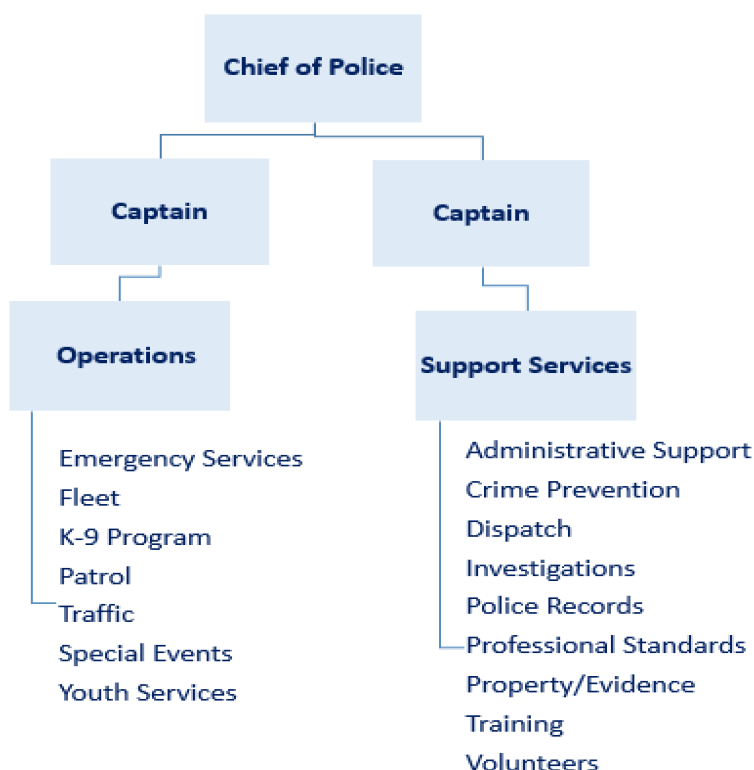 Chief of Police
Captain
Captain
Operations
Support Services
Emergency Services
Fleet
K-9 Program
Patrol
Traffic
Special Events
Youth Services
Administrative Support
Crime Prevention
Dispatch
Investigations
Police Records
Professional Standards
Property/Evidence
Training
Volunteers